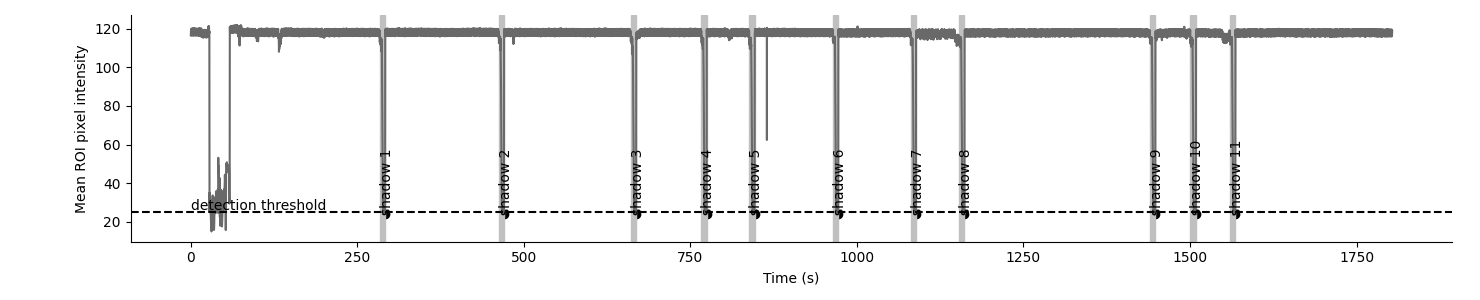 120
100
80
60
40
20
Mean ROI pixel intensity
detection threshold
shadow 1
shadow 2
shadow 3
shadow 4
shadow 5
shadow 6
shadow 7
shadow 8
shadow 9
shadow 10
shadow 11
0
250
500
750
1000
1250
1500
1750
Time (s)